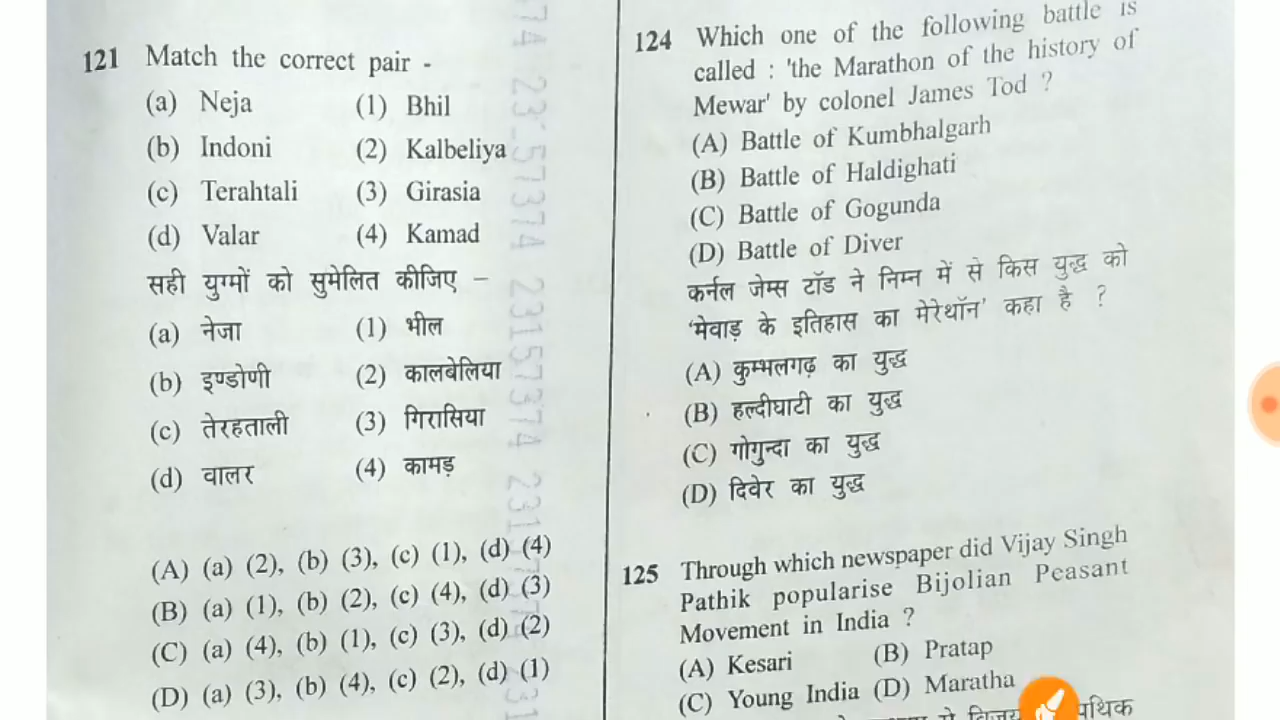 121 Match the correct pair -
(a) Neja (1) Bhil
(b) Indoni (2) Kalbeliya
(c) Terahtali (3) Girasia
(d) Valar (4) Kamad
सही युग्मों को सुमेलित कीजिए –
(a) नेजा (1) भील
(b) इण्डोणी (2) कालबेलिया
(c) तेरहताली (3) गिरासिया
(d) वालर (4) कामड़
(A) (a) (2), (b) (3), (c) (1), (d) (4)
(B) (a) (1), (b) (2), (c) (4), (d) (3)
(C) (a) (4), (b) (1), (c) (3), (d) (2)
(D) (a) (3), (b) (4), (c) (2), (d) (1)
124 Which one of the following battle is
called : 'the Marathon of the history of
Mewar' by colonel James Tod ?
(A) Battle of Kumbhalgarh
(B) Battle of Haldighati
(C) Battle of Gogunda
(D) Battle of Diver
कर्नल जेम्स टॉड ने निम्न में से किस युद्ध को
'मेवाड़ के इतिहास का मेरेथॉन' कहा है ?
(A) कुम्भलगढ़ का युद्ध
(B) हल्दीघाटी का युद्ध
(C) गोगुन्दा का युद्ध
(D) दिवेर का युद्ध
125 Through which newspaper did Vijay Singh
Pathik popularise Bijolian Peasant
Movement in India ?
(A) Kesari (B) Pratap
(C) Young India (D) Maratha